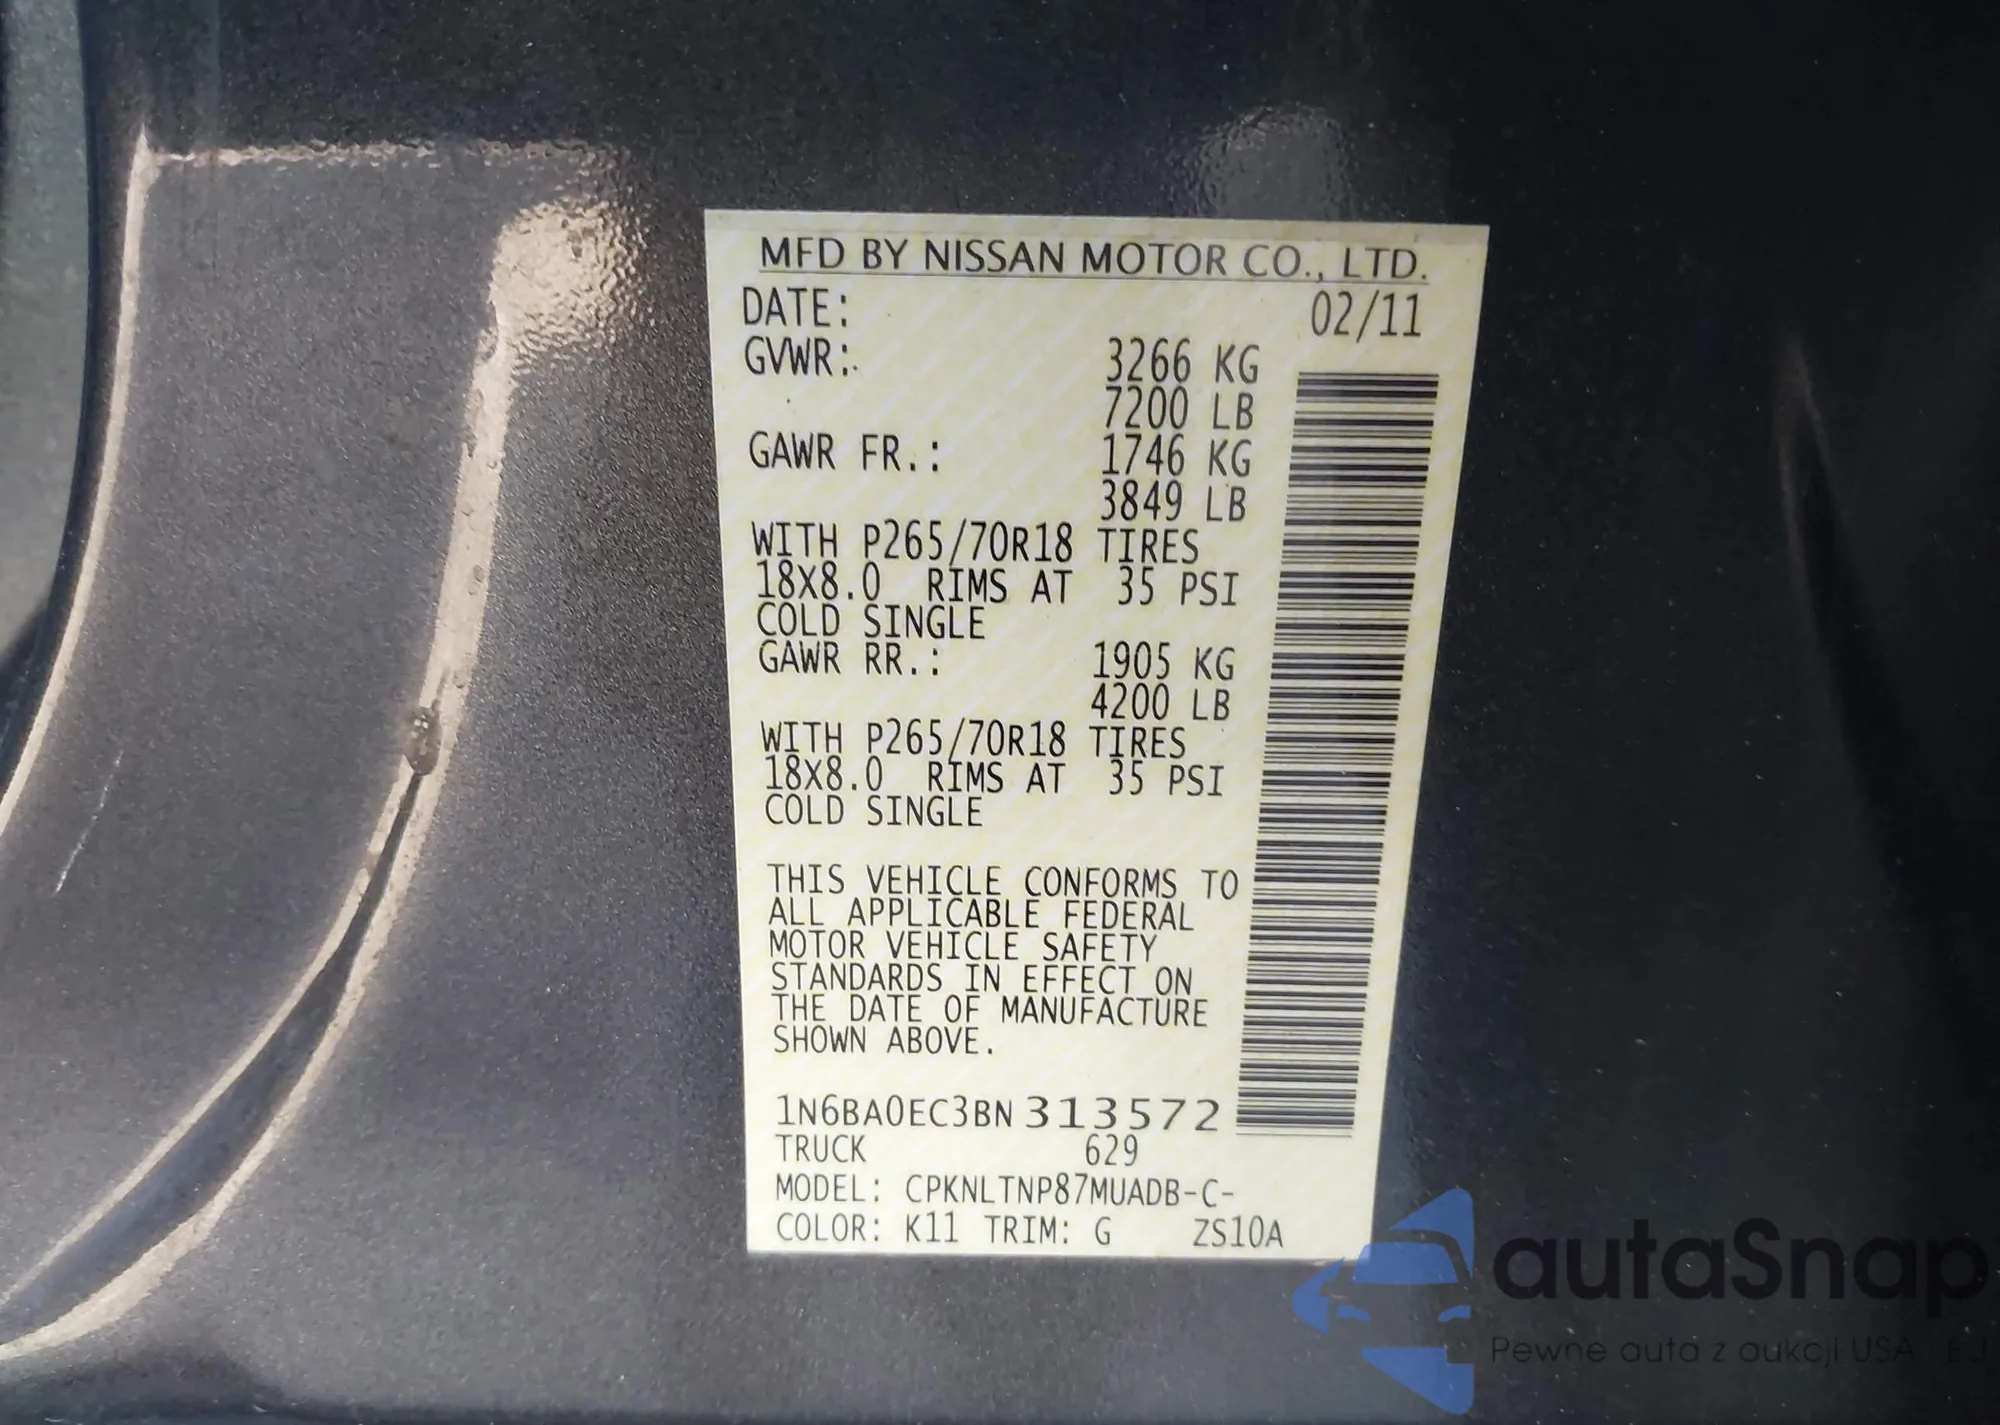 MFD BY NISSAN MOTOR CO., LTD.
DATE: 02/11
GVWR: 3266 KG
7200 LB
GAWR FR.: 1746 KG
3849 LB
WITH P265/70R18 TIRES
18X8.0 RIMS AT 35 PSI
COLD SINGLE
GAWR RR.: 1905 KG
4200 LB
WITH P265/70R18 TIRES
18X8.0 RIMS AT 35 PSI
COLD SINGLE
THIS VEHICLE CONFORMS TO
ALL APPLICABLE FEDERAL
MOTOR VEHICLE SAFETY
STANDARDS IN EFFECT ON
THE DATE OF MANUFACTURE
SHOWN ABOVE.
1N6BA0EC3BN313572
TRUCK 629
MODEL: CPKNLTNP87MUADB-C-
COLOR: K11 TRIM: G ZS10A
autaSnap
Pewne auta z aukcji USA i EU